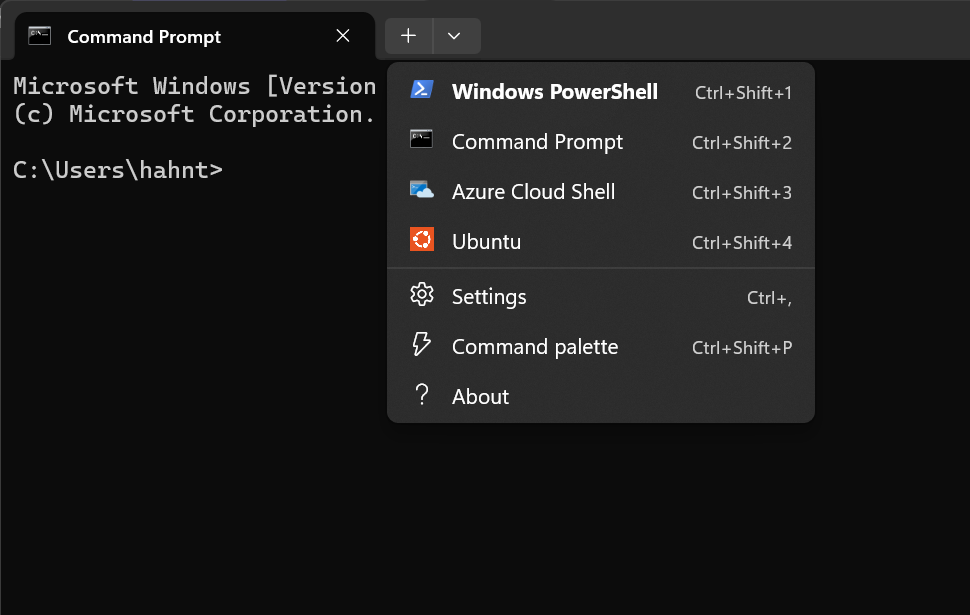 Command Prompt
Microsoft Windows [Version
(c) Microsoft Corporation.
C:\Users\hahnt>
Windows PowerShell Ctrl+Shift+1
Command Prompt Ctrl+Shift+2
Azure Cloud Shell Ctrl+Shift+3
Ubuntu Ctrl+Shift+4
Settings Ctrl+,
Command palette Ctrl+Shift+P
About